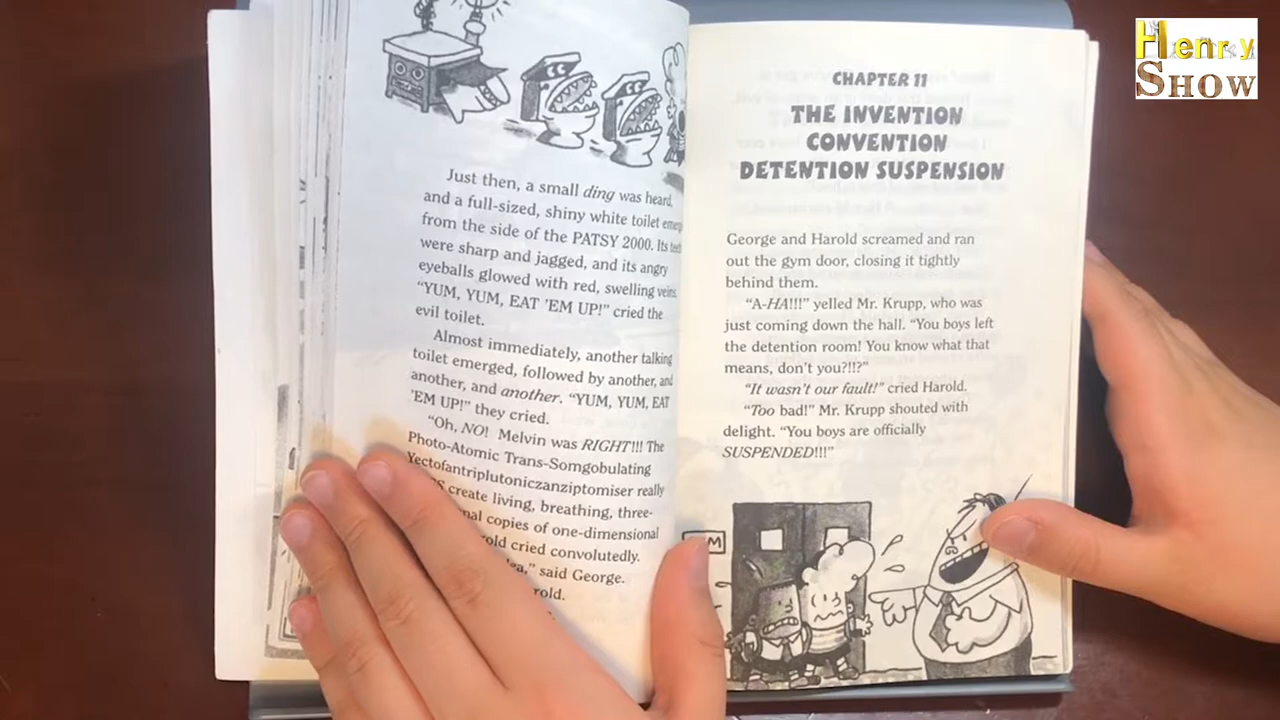 Just then, a small ding was heard,
and a full-sized, shiny white toilet
from the side of the PATSY 2000. Its
were sharp and jagged, and its angry
eyeballs glowed with red, swelling veins.
“YUM, YUM, EAT ’EM UP!” cried the
evil toilet.
Almost immediately, another talking
toilet emerged, followed by another, and
another, and another. “YUM, YUM, EAT
’EM UP!” they cried.
“Oh, NO! Melvin was RIGHT!!! The
Photo-Atomic Trans-Somgobulating
Yectofantriplutoniczanziptomiser really
create living, breathing, three-
copies of one-dimensional
cried convolutedly.
said George.
CHAPTER 11
THE INVENTION
CONVENTION
DETENTION SUSPENSION
George and Harold screamed and ran
out the gym door, closing it tightly
behind them.
“A-HA!!!” yelled Mr. Krupp, who was
just coming down the hall. “You boys left
the detention room! You know what that
means, don’t you?!!?”
“It wasn’t our fault!” cried Harold.
“Too bad!” Mr. Krupp shouted with
delight. “You boys are officially
SUSPENDED!!!”
Henry
SHOW